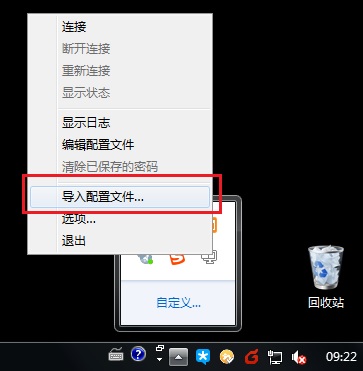 连接
断开连接
重新连接
显示状态
显示日志
编辑配置文件
清除已保存的密码
导入配置文件...
选项...
退出
自定义...
回收站
09:22